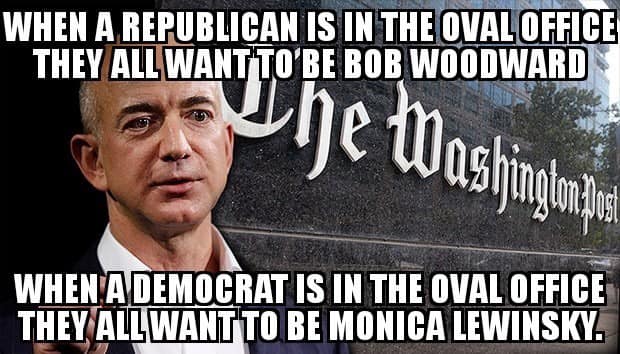 WHEN A REPUBLICAN IS IN THE OVAL OFFICE
THEY ALL WANT TO BE BOB WOODWARD
The Washington Post
WHEN A DEMOCRAT IS IN THE OVAL OFFICE
THEY ALL WANT TO BE MONICA LEWINSKY.